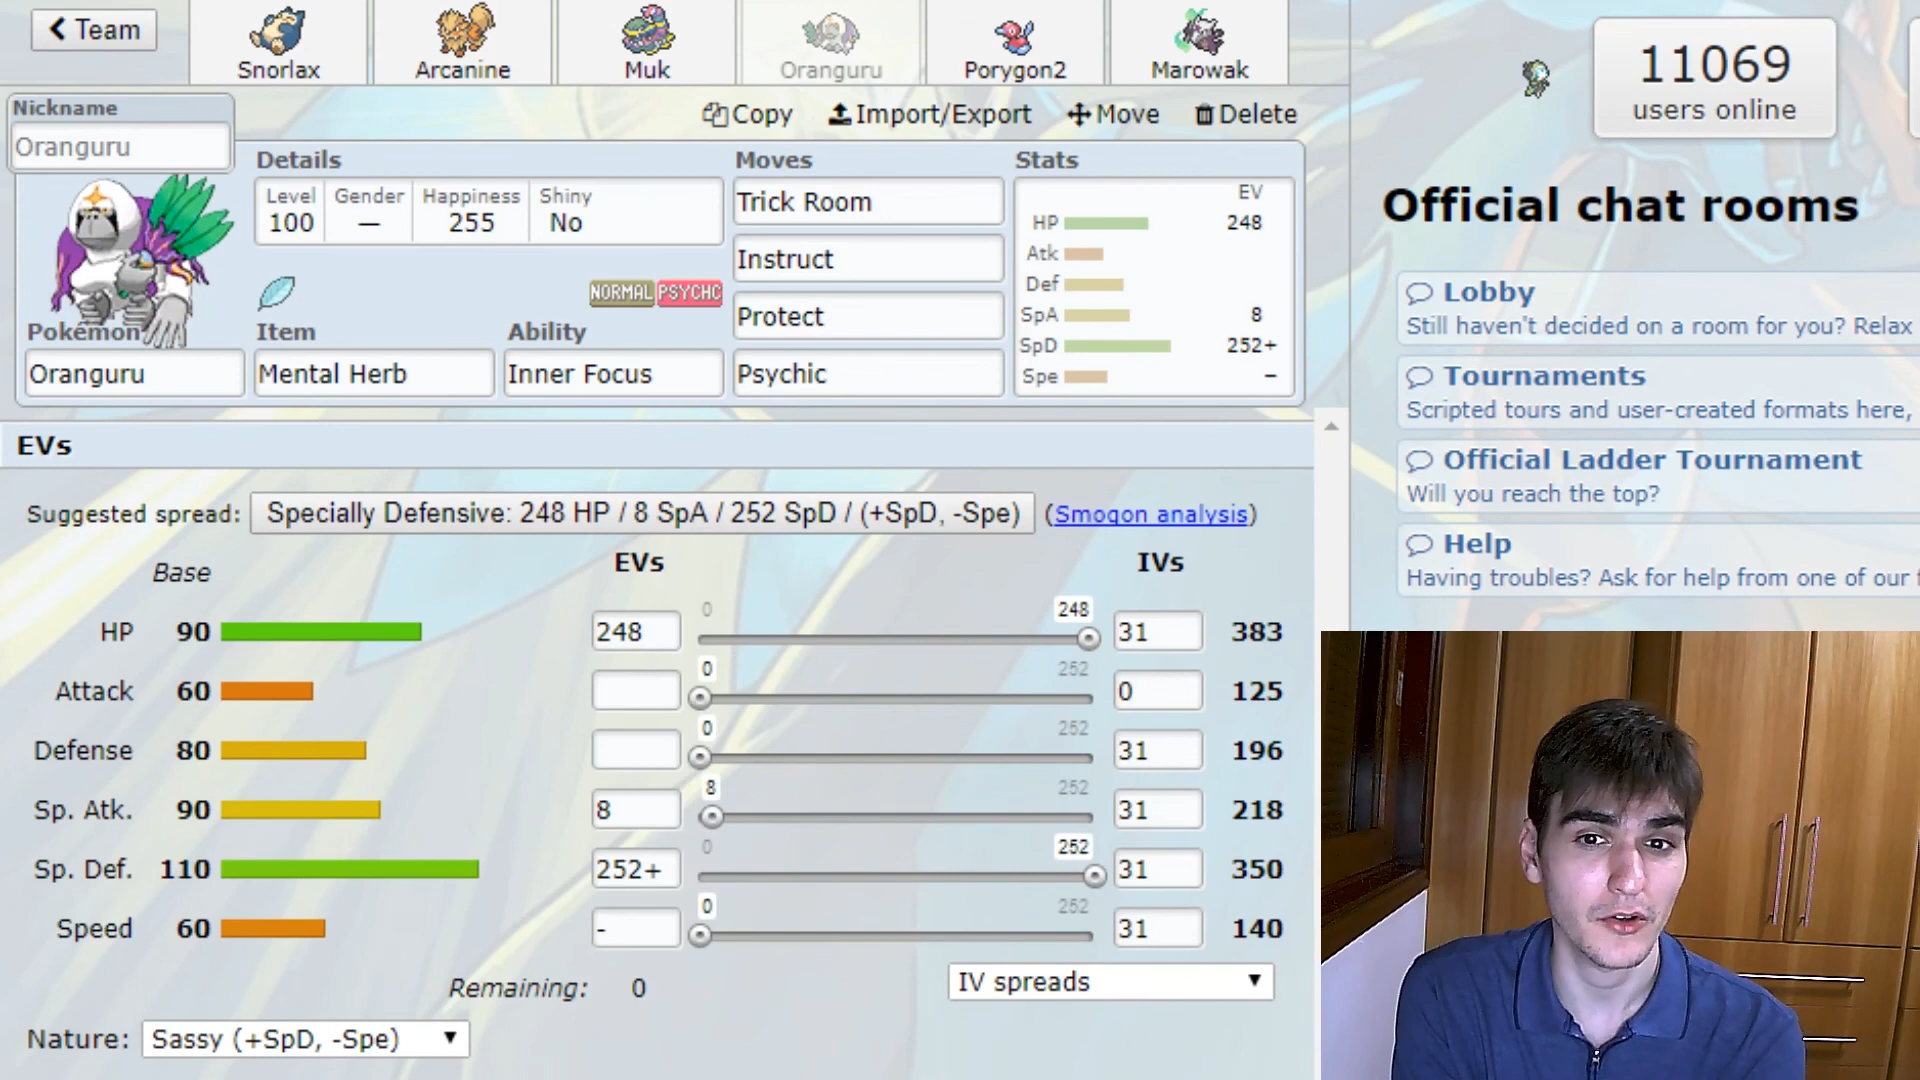 Team
Snorlax
Arcanine
Muk
Oranguru
Porygon2
Marowak
11069
users online
Nickname
Oranguru
Copy
Import/Export
Move
Delete
Details
Moves
Stats
Level
Gender
Happiness
Shiny
100
—
255
No
Trick Room
Instruct
Protect
Psychic
EV
HP 248
Atk
Def
SpA 8
SpD 252+
Spe –
NORMAL PSYCHC
Pokémon
Item
Ability
Oranguru
Mental Herb
Inner Focus
Official chat rooms
Lobby
Still haven't decided on a room for you? Relax
Tournaments
Scripted tours and user-created formats here,
Official Ladder Tournament
Will you reach the top?
Help
Having troubles? Ask for help from one of our
EVs
Suggested spread: Specially Defensive: 248 HP / 8 SpA / 252 SpD / (+SpD, -Spe) (Smogon analysis)
Base EVs IVs
0 248
HP 90 248 31 383
0 252
Attack 60 0 125
0 252
Defense 80 31 196
8 252
Sp. Atk. 90 8 31 218
0 252
Sp. Def. 110 252+ 31 350
0 252
Speed 60 - 31 140
Remaining: 0
IV spreads
Nature: Sassy (+SpD, -Spe)